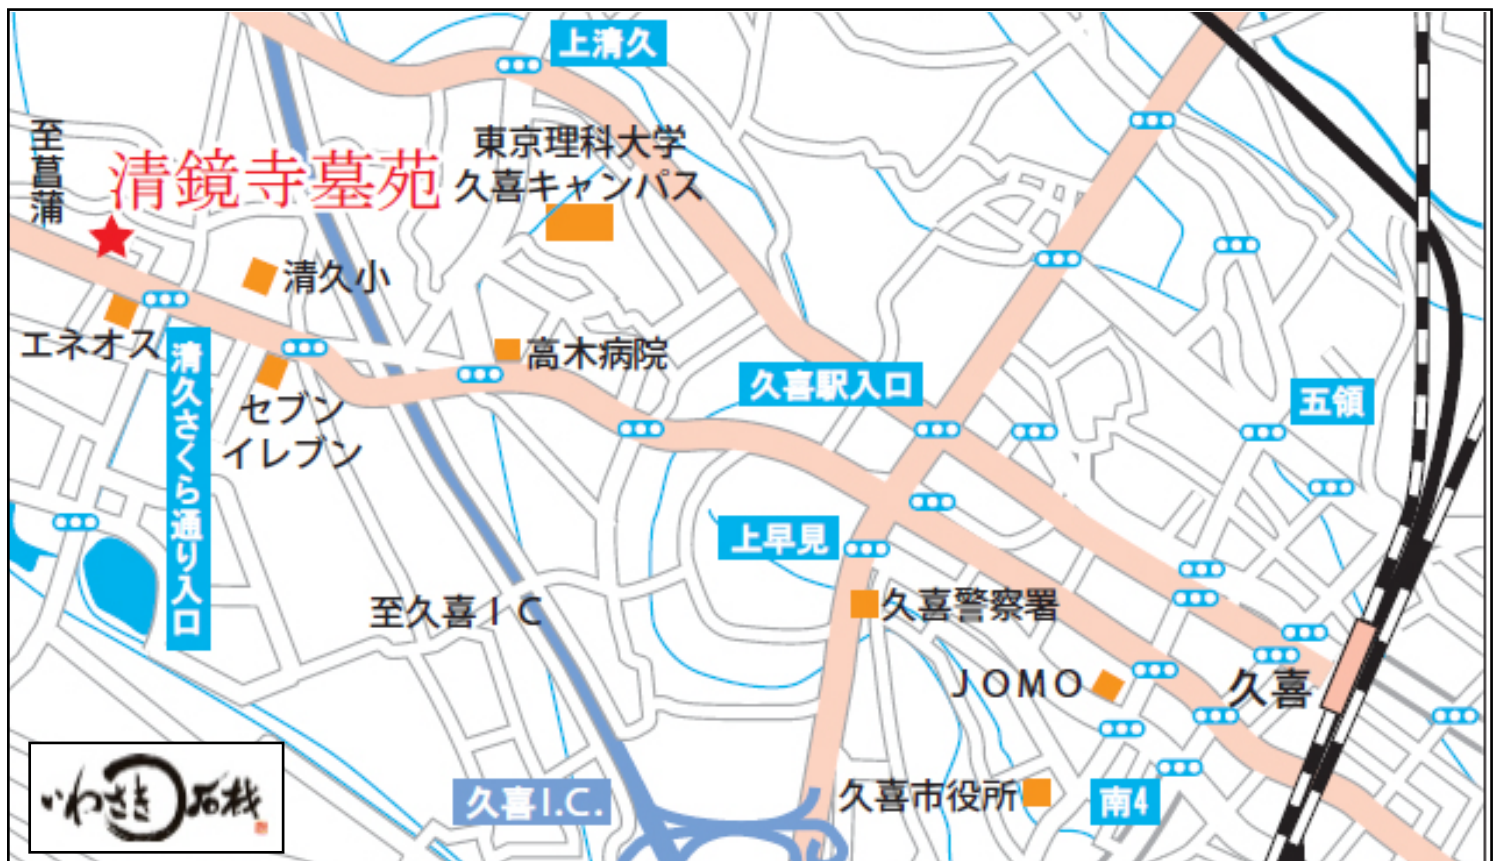 上清久
至菖蒲
清鏡寺墓苑
東京理科大学
久喜キャンパス
清久小
エネオス
清久さくら通り入口
セブン
イレブン
高木病院
久喜駅入口
五領
上早見
至久喜IC
久喜警察署
JOMO
久喜
久喜I.C.
久喜市役所
南4
いわさき石材